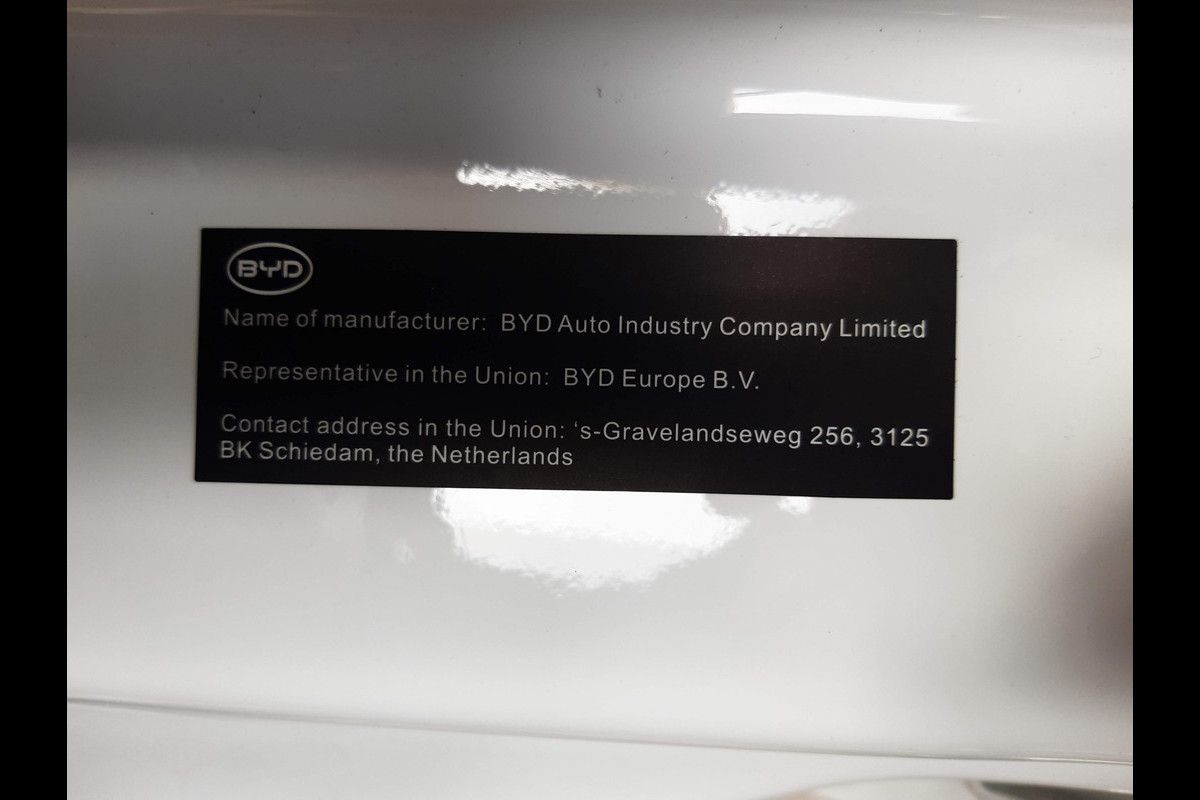 BYD
Name of manufacturer: BYD Auto Industry Company Limited
Representative in the Union: BYD Europe B.V.
Contact address in the Union: ‘s-Gravelandseweg 256, 3125
BK Schiedam, the Netherlands